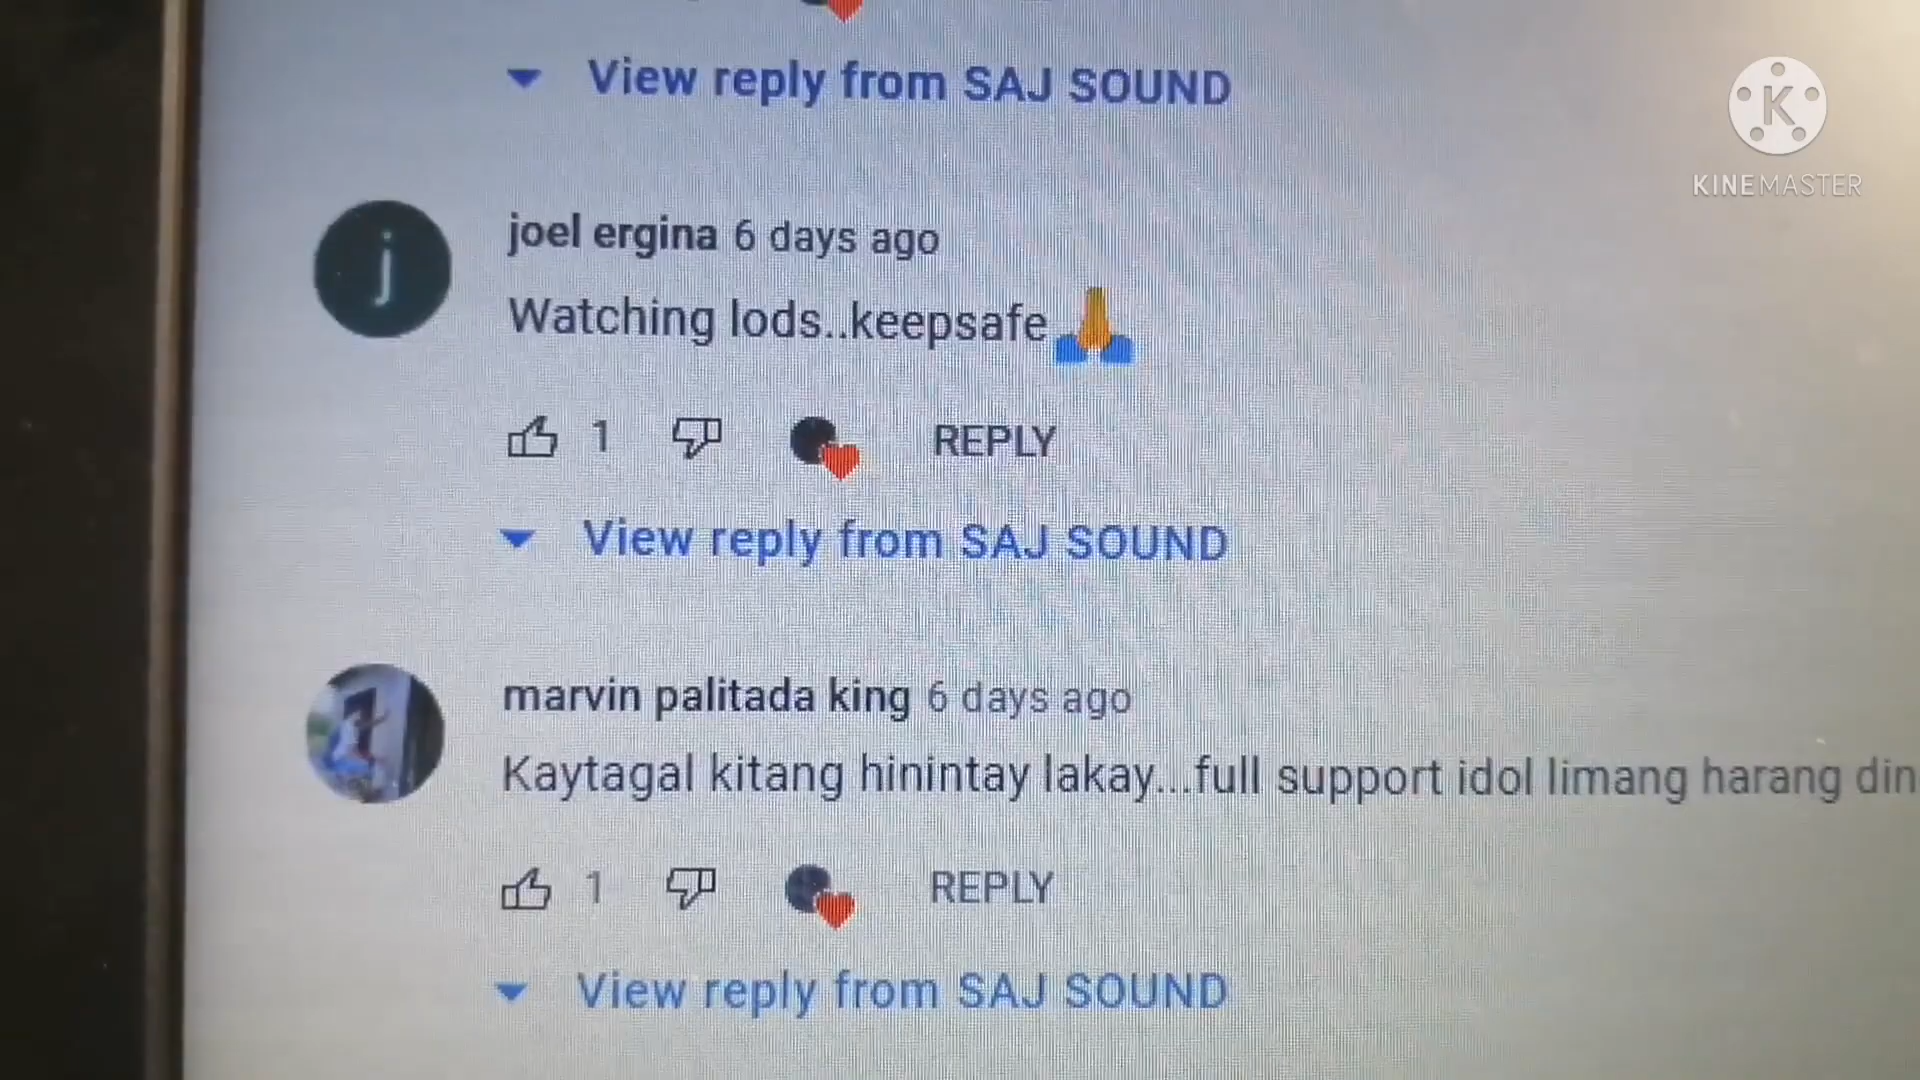 View reply from SAJ SOUND
K
KINEMASTER
j
joel ergina 6 days ago
Watching lods..keepsafe🙏
1
REPLY
View reply from SAJ SOUND
marvin palitada king 6 days ago
Kaytagal kitang hinintay lakay...full support idol limang harang din
1
REPLY
View reply from SAJ SOUND